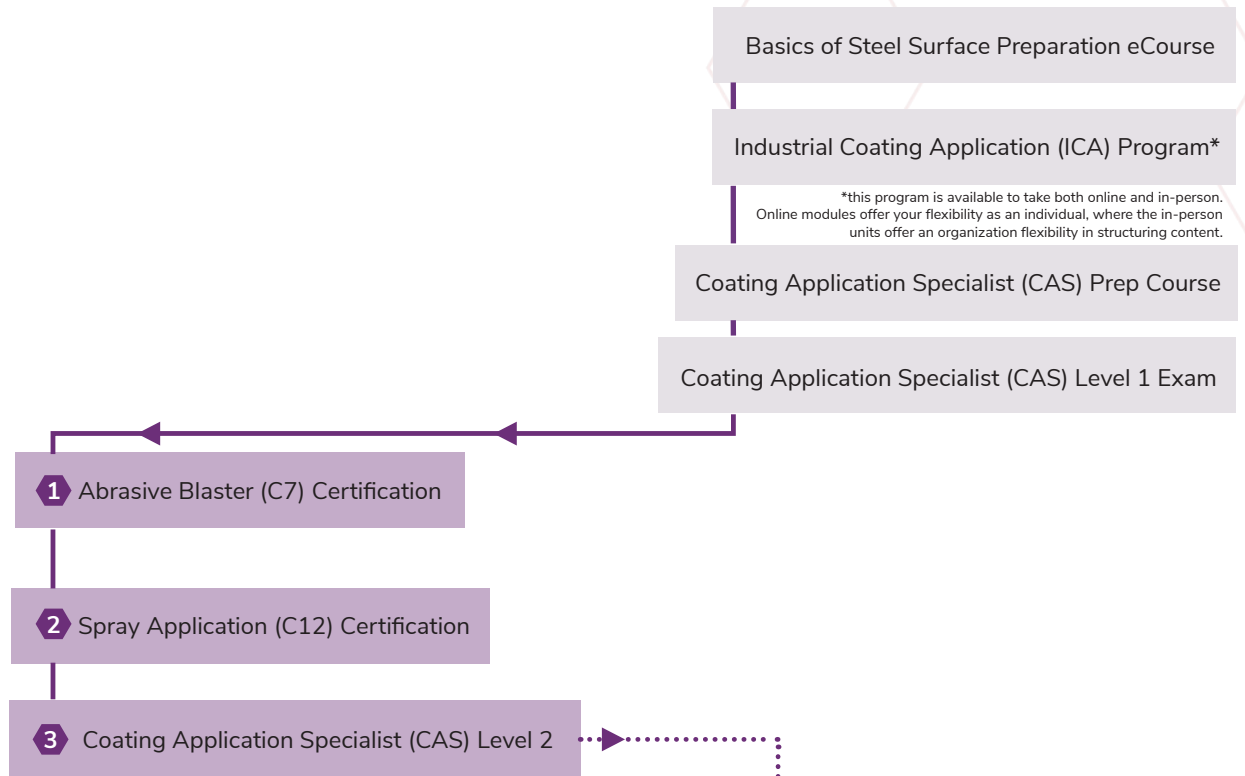 Basics of Steel Surface Preparation eCourse
Industrial Coating Application (ICA) Program*
*this program is available to take both online and in-person.
Online modules offer your flexibility as an individual, where the in-person
units offer an organization flexibility in structuring content.
Coating Application Specialist (CAS) Prep Course
Coating Application Specialist (CAS) Level 1 Exam
1 Abrasive Blaster (C7) Certification
2 Spray Application (C12) Certification
3 Coating Application Specialist (CAS) Level 2